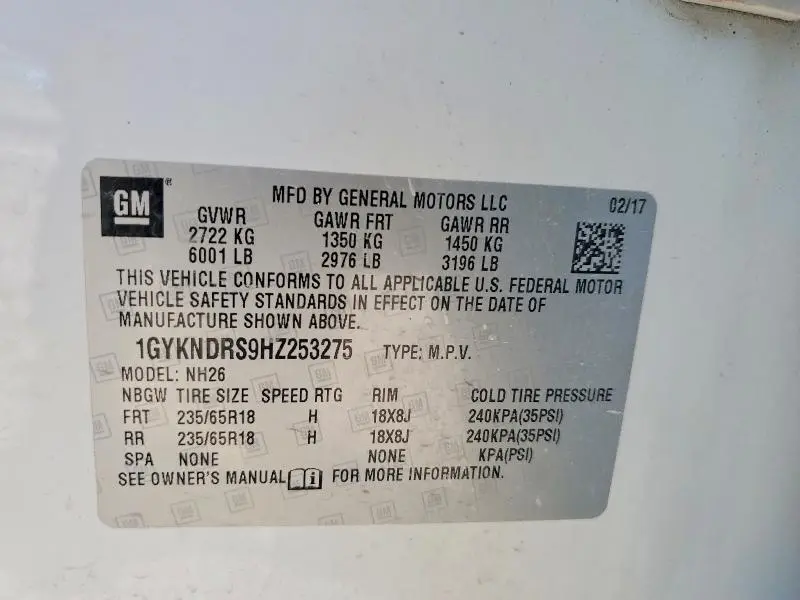 GM ®
MFD BY GENERAL MOTORS LLC 02/17
GVWR GAWR FRT GAWR RR
2722 KG 1350 KG 1450 KG
6001 LB 2976 LB 3196 LB
THIS VEHICLE CONFORMS TO ALL APPLICABLE U.S. FEDERAL MOTOR
VEHICLE SAFETY STANDARDS IN EFFECT ON THE DATE OF
MANUFACTURE SHOWN ABOVE.
1GYKNDRS9HZ253275 TYPE: M.P.V.
MODEL: NH26
NBGW TIRE SIZE SPEED RTG RIM COLD TIRE PRESSURE
FRT 235/65R18 H 18X8J 240KPA(35PSI)
RR 235/65R18 H 18X8J 240KPA(35PSI)
SPA NONE NONE KPA(PSI)
SEE OWNER'S MANUAL i FOR MORE INFORMATION.